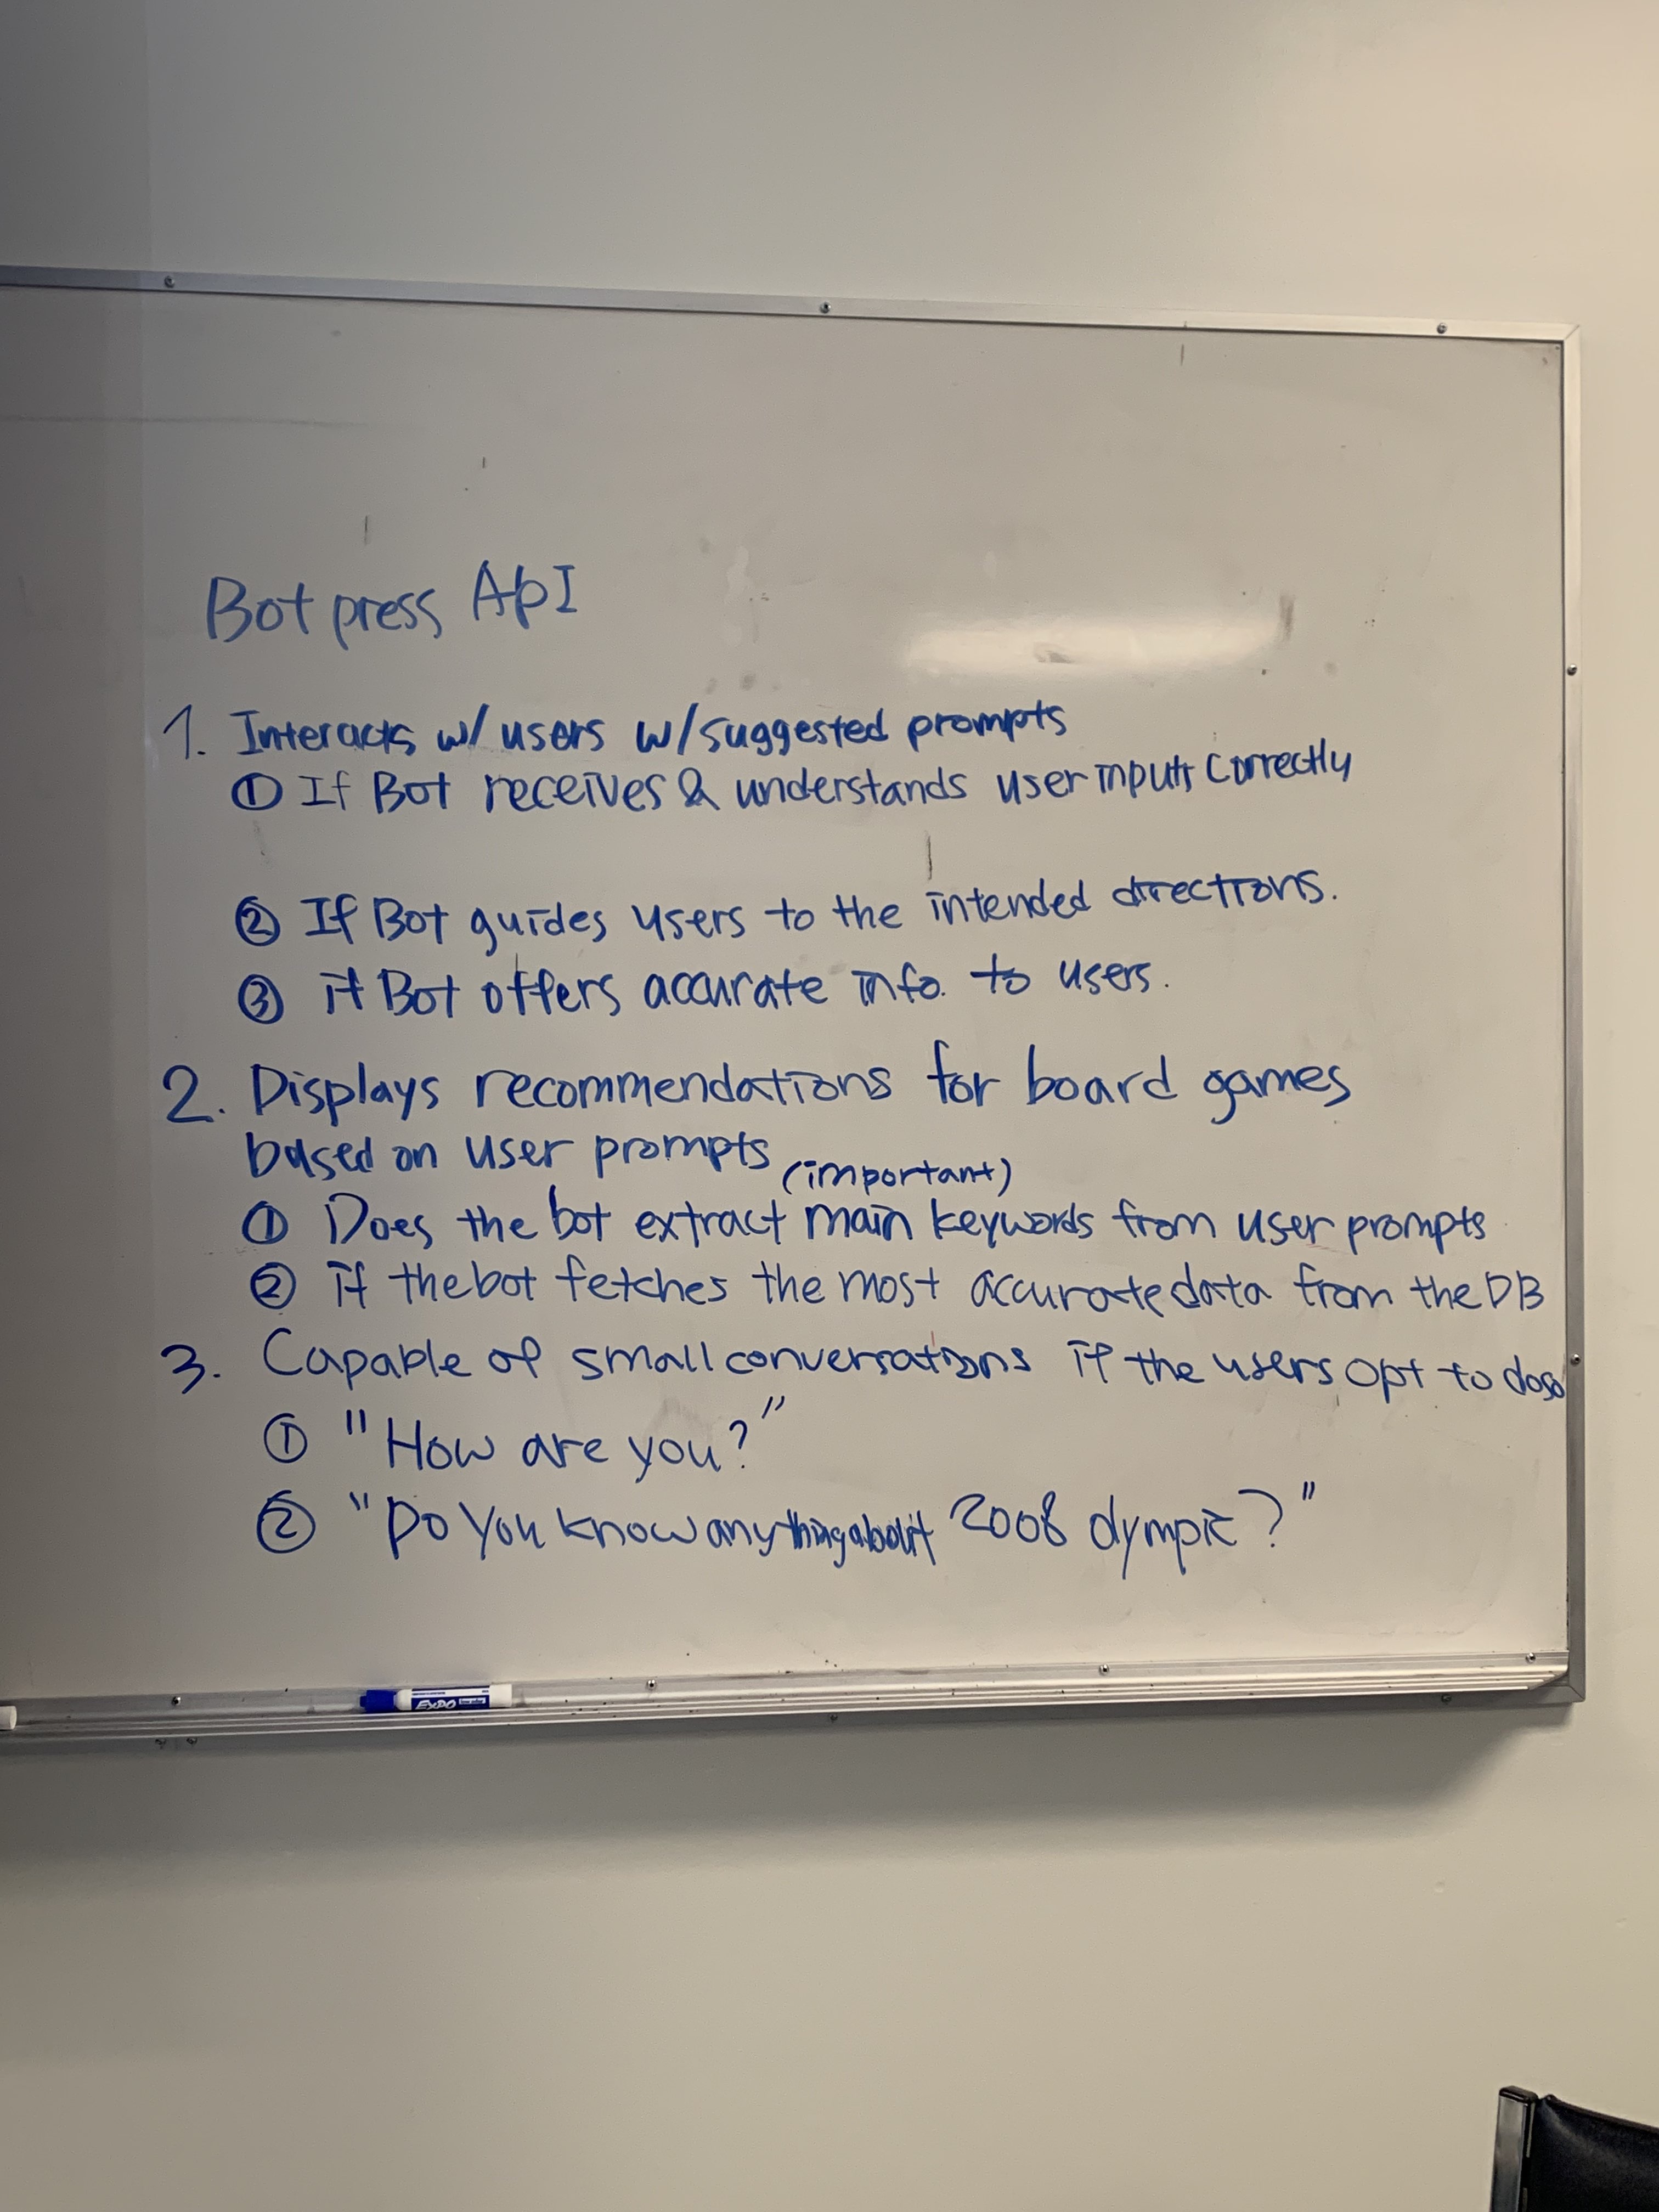 Bot press API
1. Interacts w/ users w/ suggested prompts
① If Bot receives & understands user inputs correctly
② If Bot guides users to the intended directions.
③ if Bot offers accurate info. to users.
2. Displays recommendations for board games
based on user prompts (important)
① Does the bot extract main keywords from user prompts
② if the bot fetches the most accurate data from the DB
3. Capable of small conversations if the users opt to do so
① "How are you?"
② "Do you know anything about 2008 olympic?"
EXPO